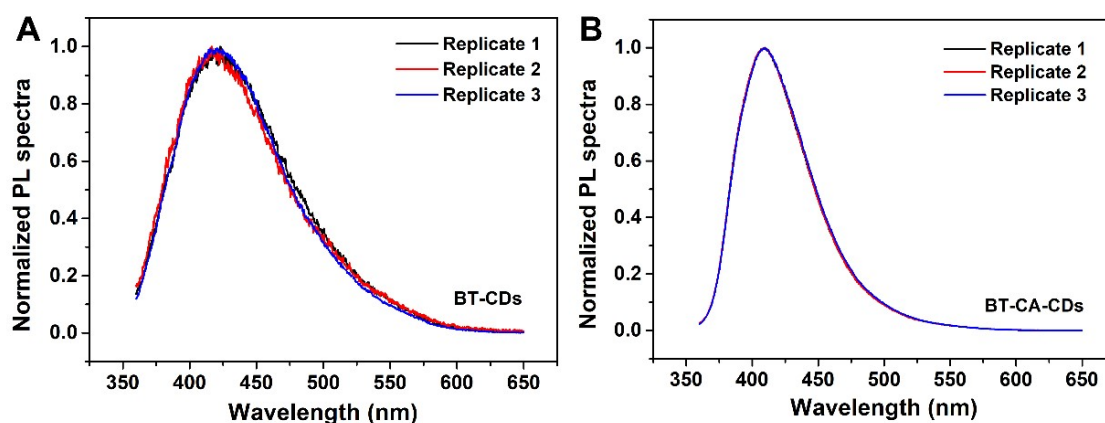 A
Normalized PL spectra
1.0
0.8
0.6
0.4
0.2
0.0
Replicate 1
Replicate 2
Replicate 3
BT-CDs
350 400 450 500 550 600 650
Wavelength (nm)
B
Normalized PL spectra
1.0
0.8
0.6
0.4
0.2
0.0
Replicate 1
Replicate 2
Replicate 3
BT-CA-CDs
350 400 450 500 550 600 650
Wavelength (nm)